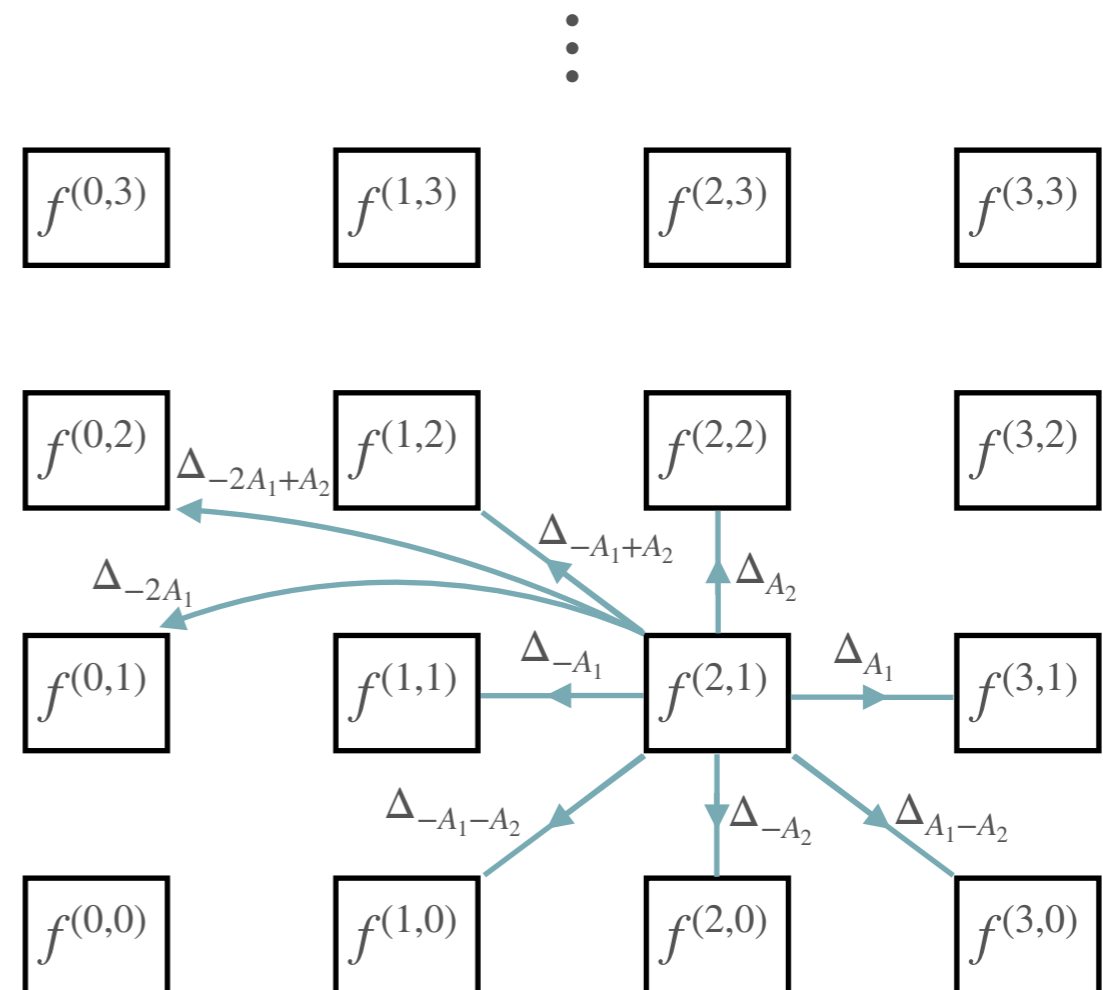 ⋮
f^{(0,3)} f^{(1,3)} f^{(2,3)} f^{(3,3)}
f^{(0,2)} f^{(1,2)} f^{(2,2)} f^{(3,2)}
Δ_{-2A_1+A_2}
Δ_{-A_1+A_2}
Δ_{A_2}
Δ_{-2A_1}
Δ_{-A_1} Δ_{A_1}
f^{(0,1)} f^{(1,1)} f^{(2,1)} f^{(3,1)}
Δ_{-A_1-A_2} Δ_{-A_2} Δ_{A_1-A_2}
f^{(0,0)} f^{(1,0)} f^{(2,0)} f^{(3,0)}